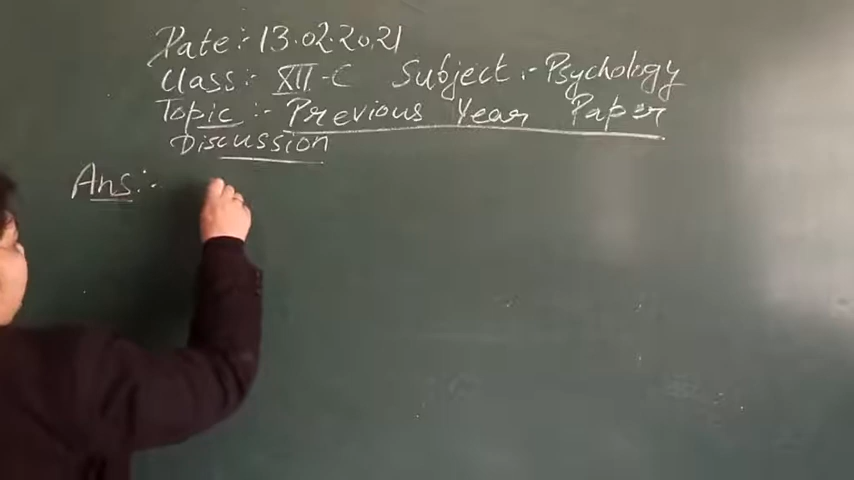 Date:- 13.02.2021
Class:- XII-C Subject:- Psychology
Topic:- Previous Year Paper
Discussion
Ans:-